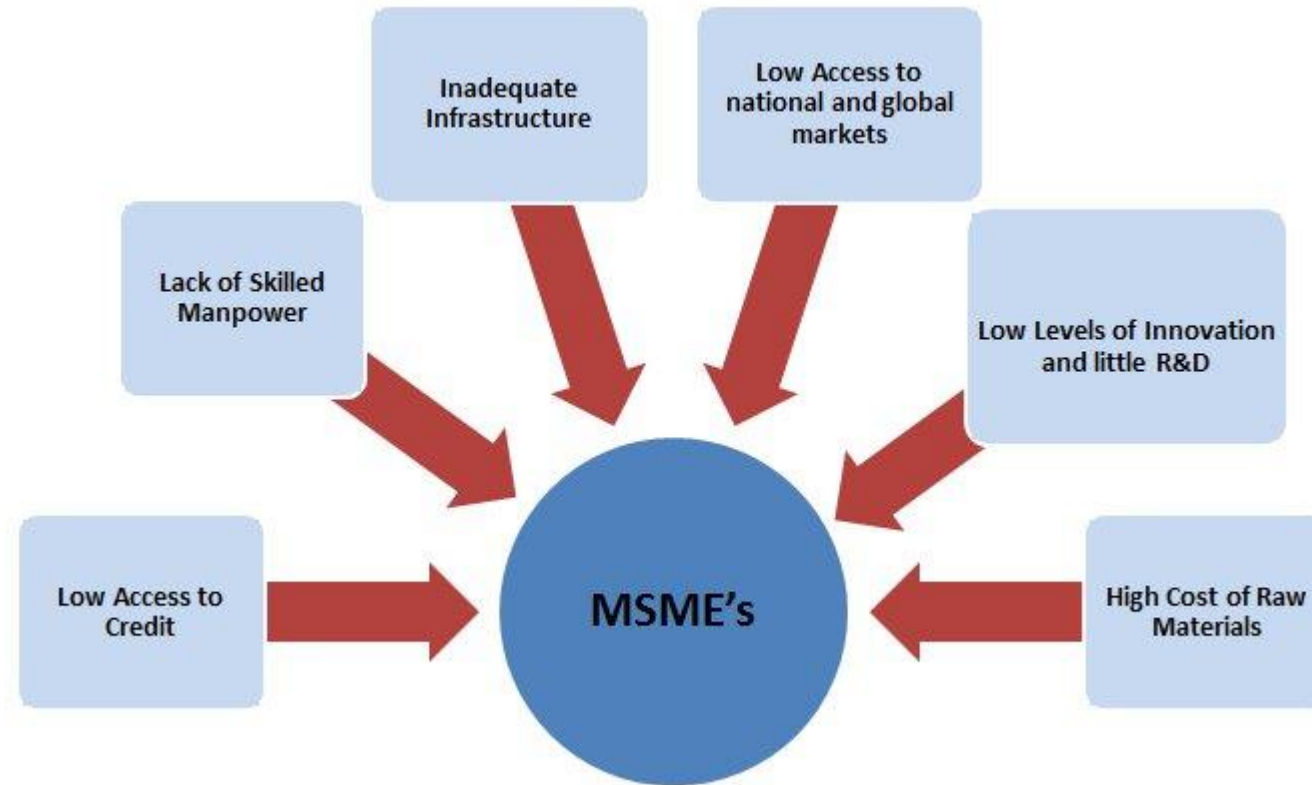 Inadequate
Infrastructure
Low Access to
national and global
markets
Lack of Skilled
Manpower
Low Levels of Innovation
and little R&D
Low Access to
Credit
MSME's
High Cost of Raw
Materials